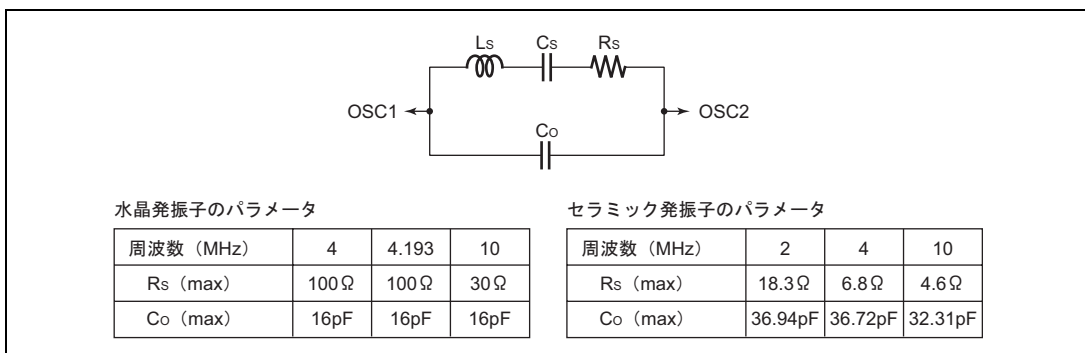 Ls Cs Rs
OSC1 OSC2
Co
水晶発振子のパラメータ
周波数（MHz） 4 4.193 10
Rs（max） 100Ω 100Ω 30Ω
Co（max） 16pF 16pF 16pF
セラミック発振子のパラメータ
周波数（MHz） 2 4 10
Rs（max） 18.3Ω 6.8Ω 4.6Ω
Co（max） 36.94pF 36.72pF 32.31pF